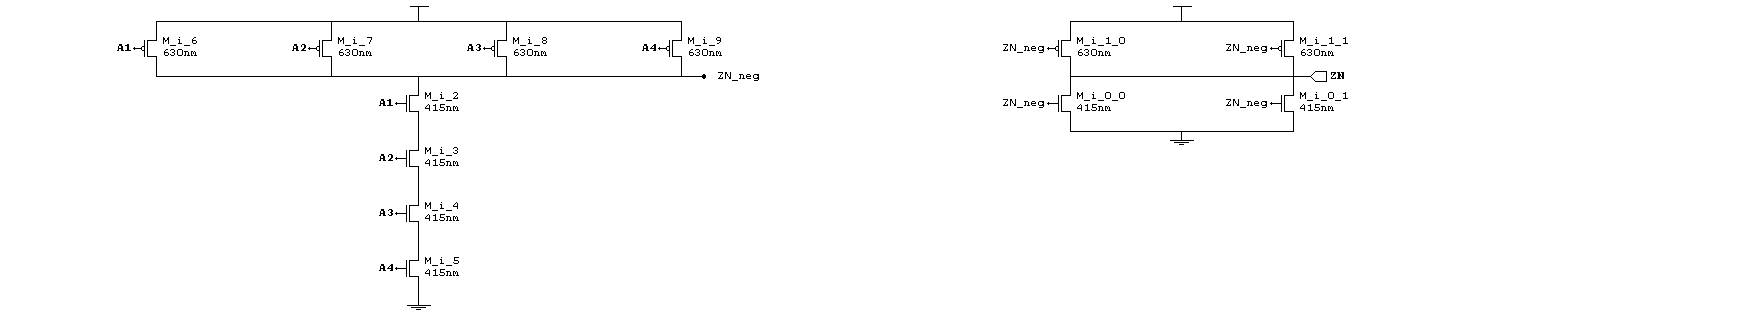 A1 M_i_6
630nm
A2 M_i_7
630nm
A3 M_i_8
630nm
A4 M_i_9
630nm
ZN_neg
A1 M_i_2
415nm
A2 M_i_3
415nm
A3 M_i_4
415nm
A4 M_i_5
415nm
ZN_neg M_i_1_0
630nm
ZN_neg M_i_1_1
630nm
ZN
ZN_neg M_i_0_0
415nm
ZN_neg M_i_0_1
415nm